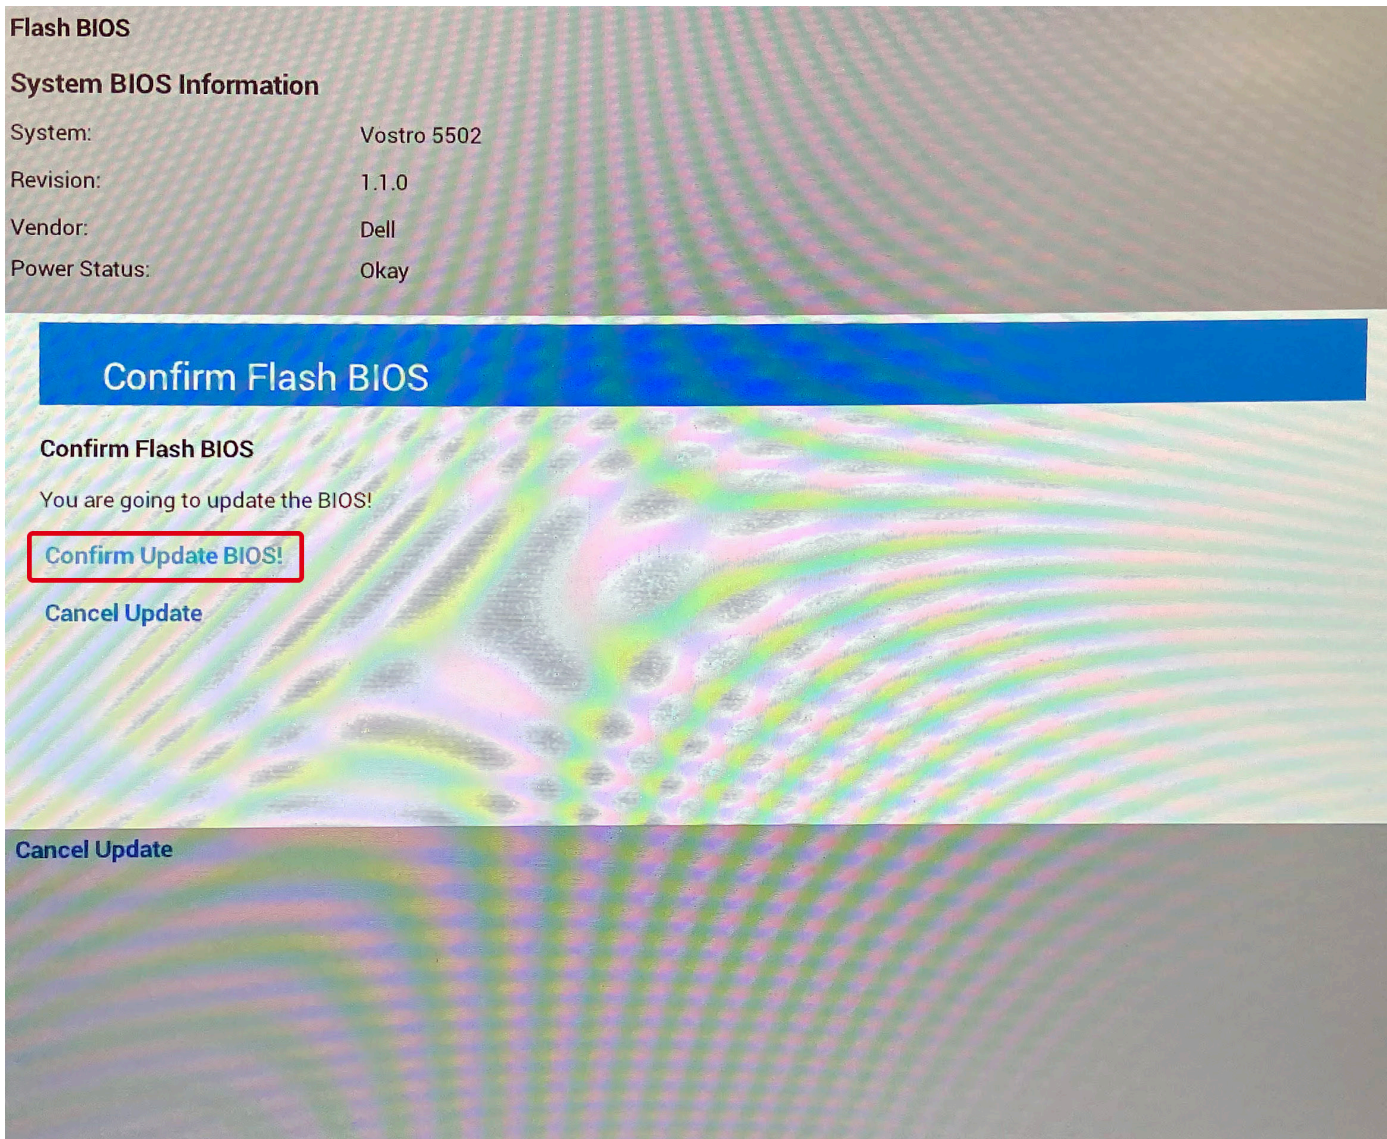 Flash BIOS
System BIOS Information
System: Vostro 5502
Revision: 1.1.0
Vendor: Dell
Power Status: Okay
Confirm Flash BIOS
Confirm Flash BIOS
You are going to update the BIOS!
Confirm Update BIOS!
Cancel Update
Cancel Update